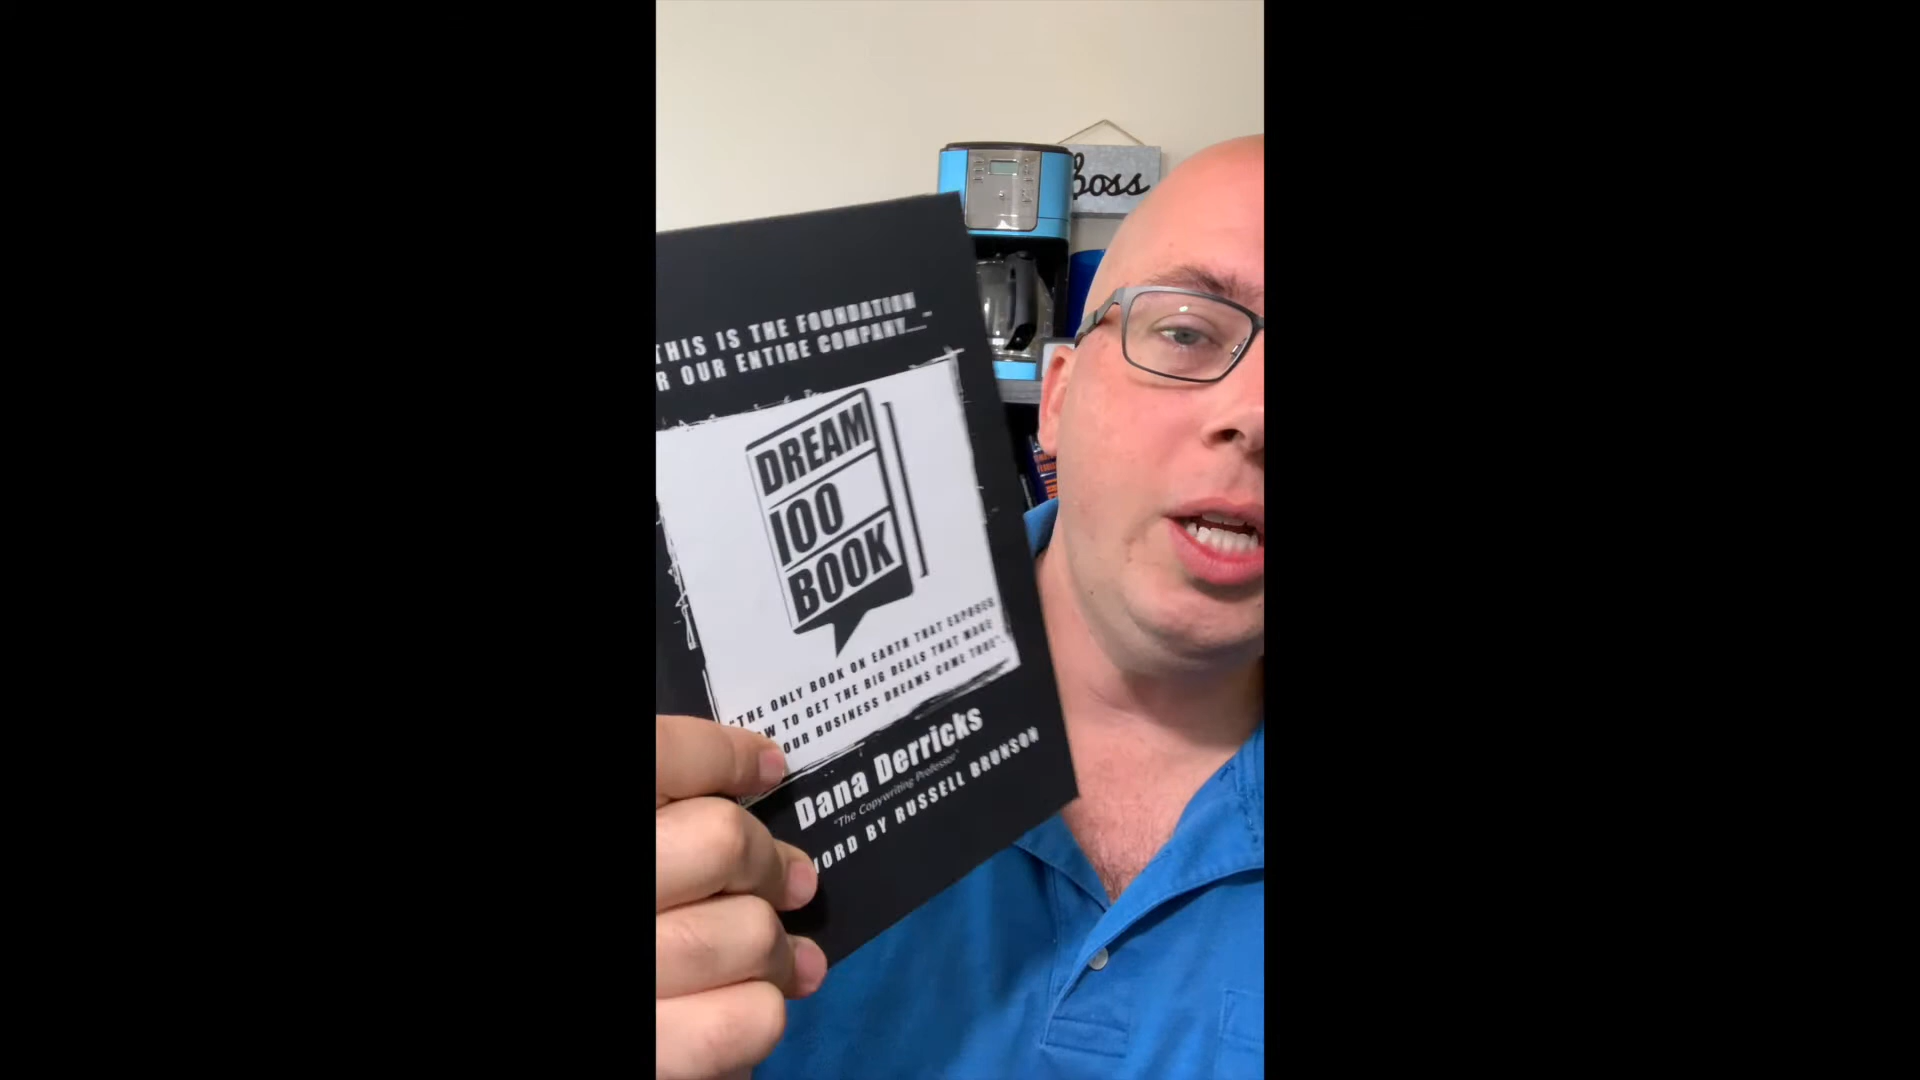 boss
THIS IS THE FOUNDATION
R OUR ENTIRE COMPANY...
DREAM
100
BOOK
"THE ONLY BOOK ON EARTH THAT EXPOSES
W TO GET THE BIG DEALS THAT MAKE
OUR BUSINESS DREAMS COME TRUE"
Dana Derricks
"The Copywriting Professor"
WORD BY RUSSELL BRUNSON